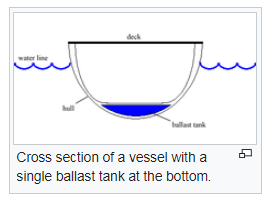 deck
water line
hull
ballast tank
Cross section of a vessel with a
single ballast tank at the bottom.